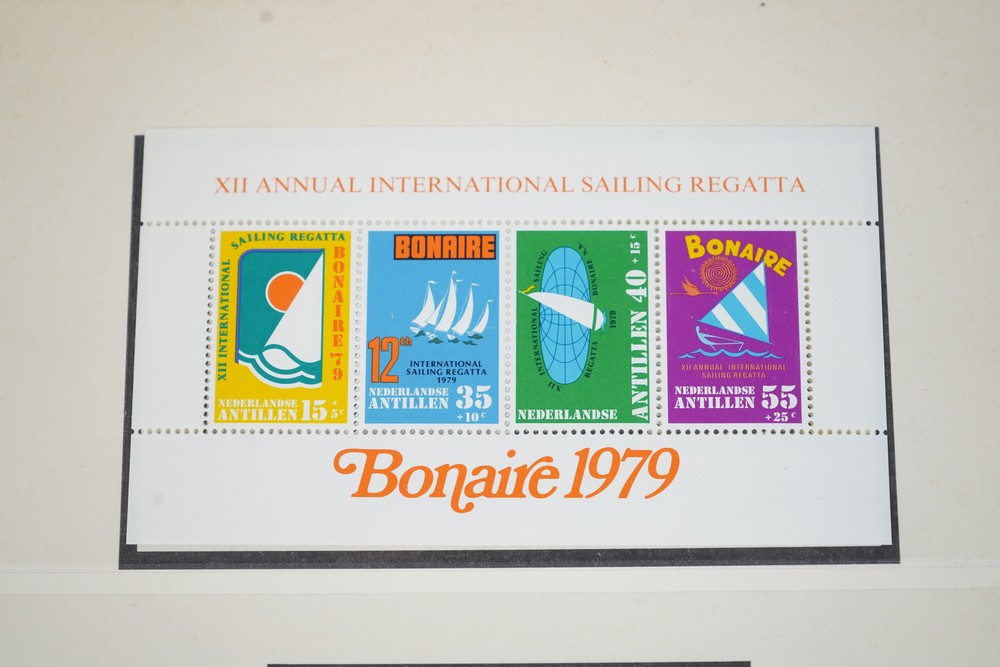 XII ANNUAL INTERNATIONAL SAILING REGATTA
SAILING REGATTA
XII INTERNATIONAL
BONAIRE '79
NEDERLANDSE
ANTILLEN 15 + 5c
BONAIRE
12th
INTERNATIONAL
SAILING REGATTA
1979
NEDERLANDSE
ANTILLEN 35
+10c
XII INTERNATIONAL SAILING
REGATTA 1979
BONAIRE N.A.
NEDERLANDSE
ANTILLEN 40 +15c
BONAIRE
XII ANNUAL INTERNATIONAL
SAILING REGATTA
NEDERLANDSE
ANTILLEN 55
+25c
Bonaire 1979